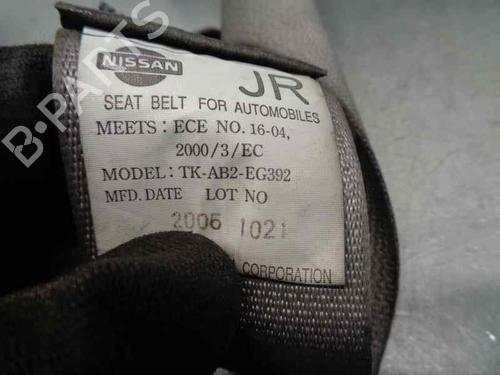 NISSAN
JR
SEAT BELT FOR AUTOMOBILES
MEETS: ECE NO. 16-04,
2000/3/EC
MODEL: TK-AB2-EG392
MFD. DATE LOT NO
2006 1021
CORPORATION
B-PARTS